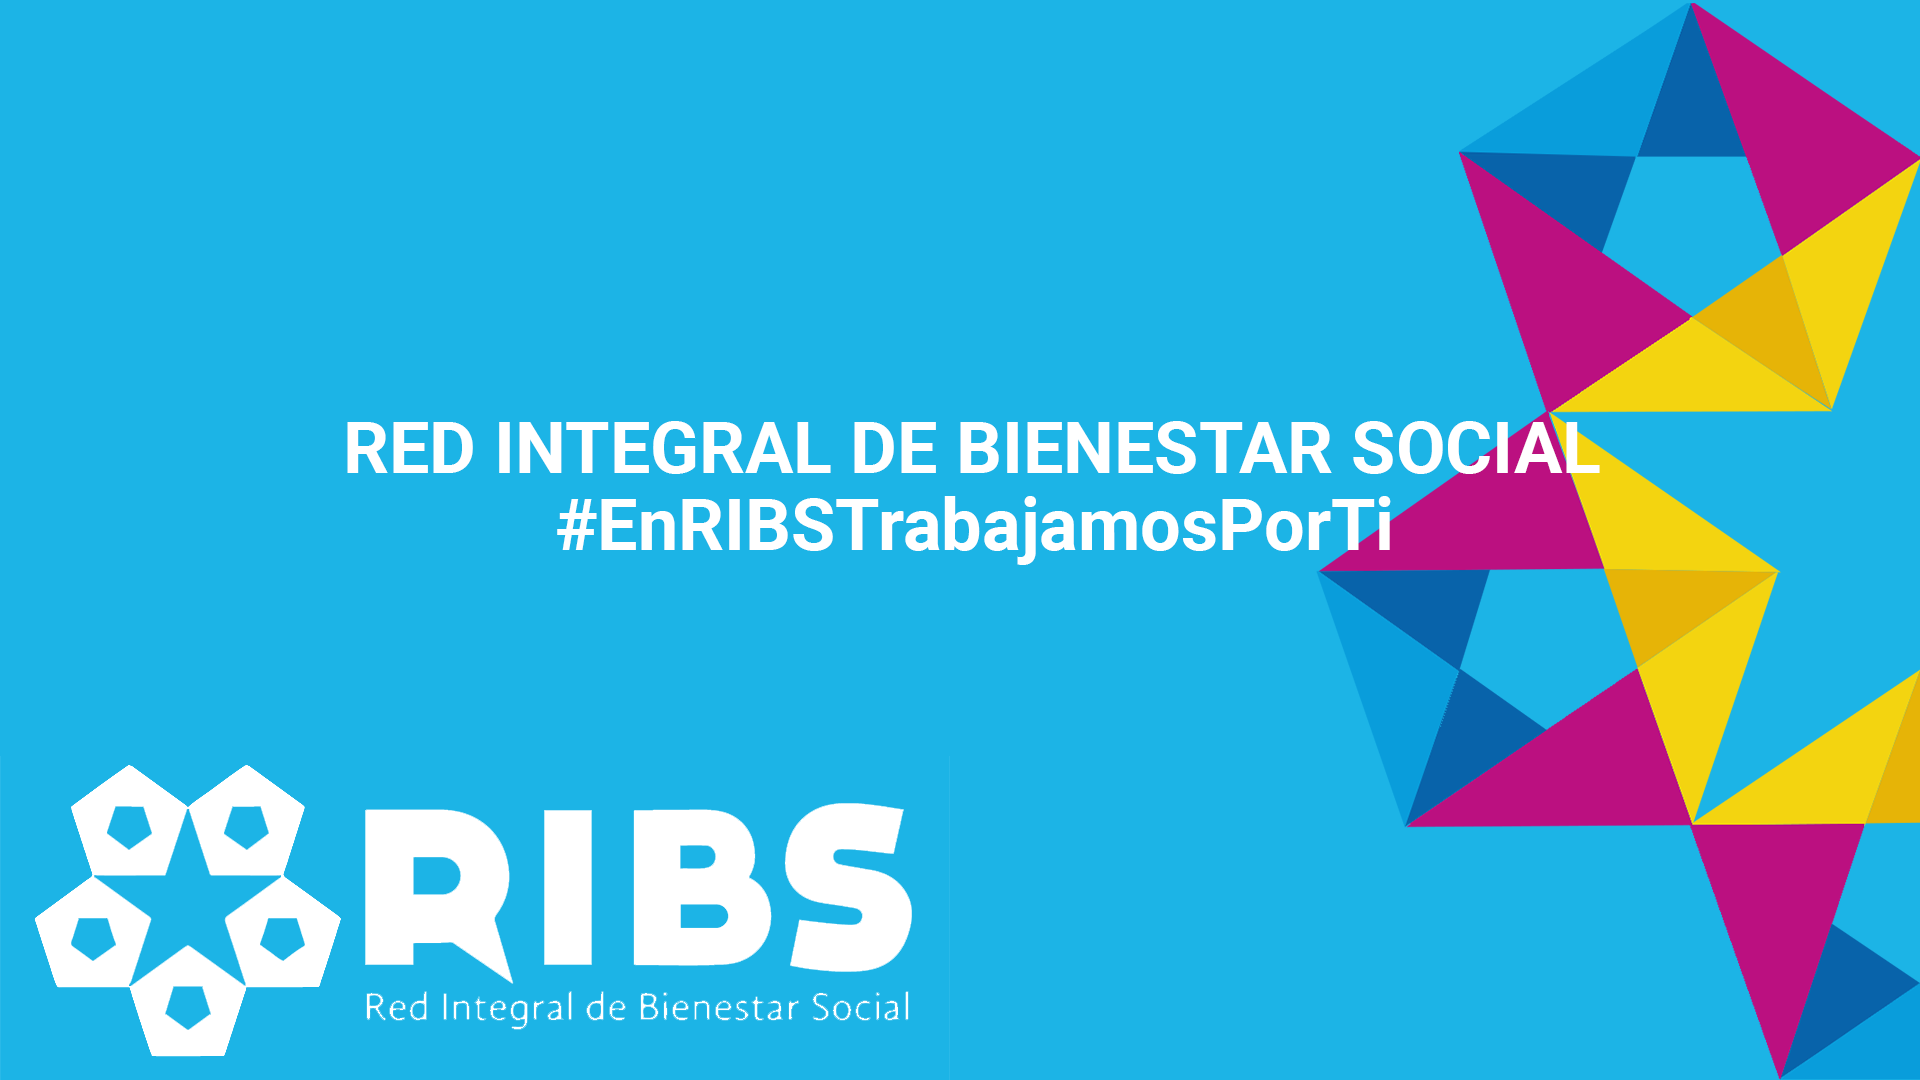 RED INTEGRAL DE BIENESTAR SOCIAL
#EnRIBSTrabajamosPorTi
RIBS
Red Integral de Bienestar Social